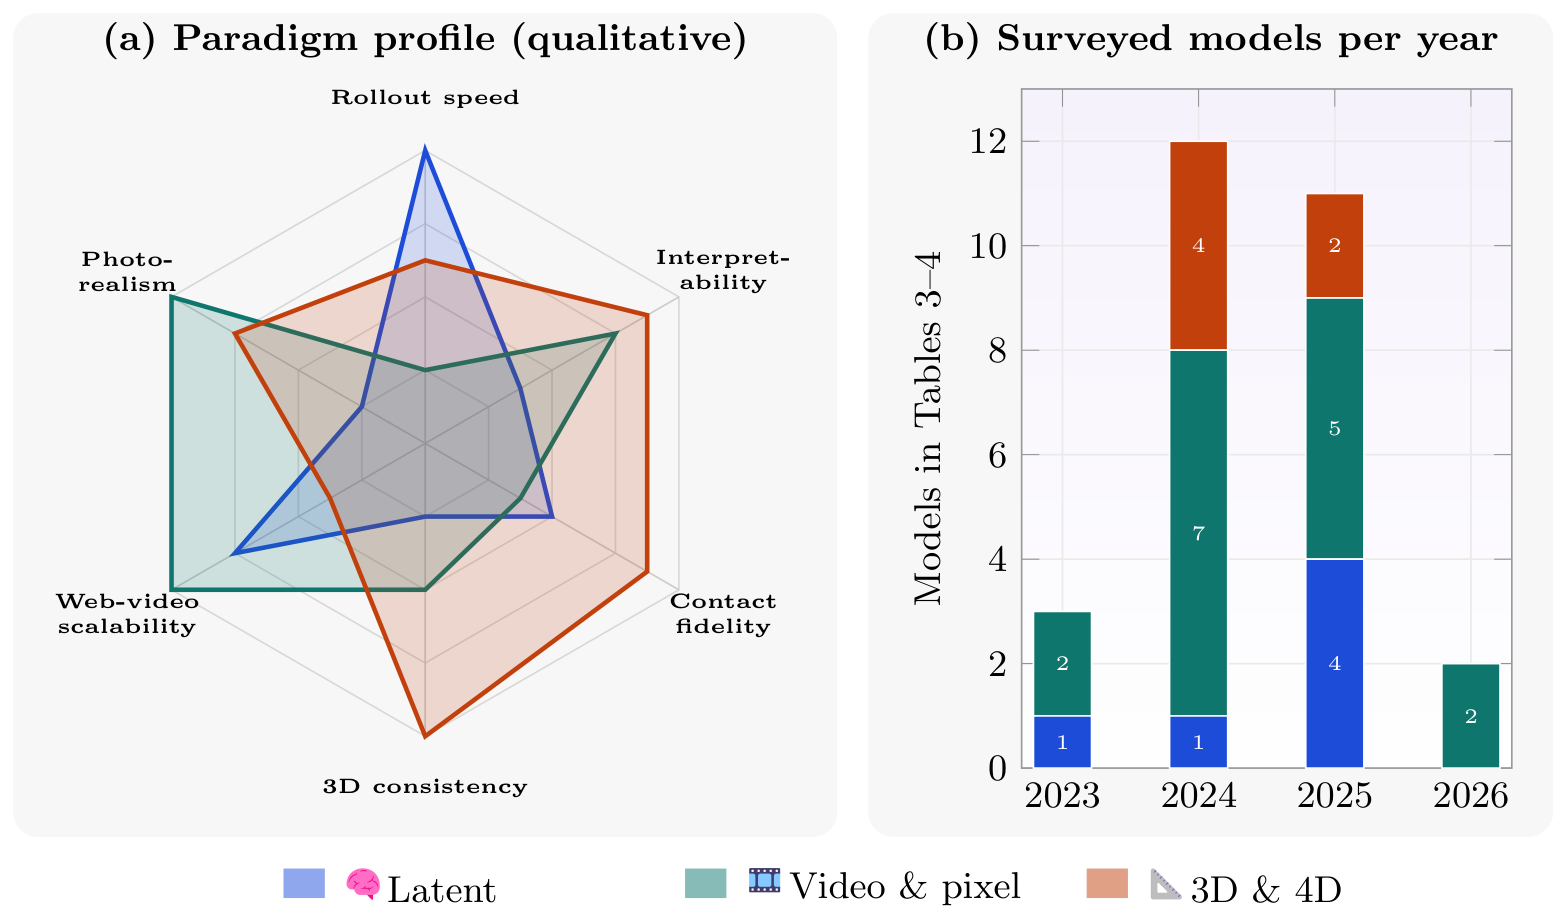 (a) Paradigm profile (qualitative)
Rollout speed
Photo-
realism
Interpret-
ability
Web-video
scalability
Contact
fidelity
3D consistency
(b) Surveyed models per year
Models in Tables 3–4
12
10
8
6
4
2
0
4
2
7
5
2
1
1
4
2
2023 2024 2025 2026
Latent Video & pixel 3D & 4D